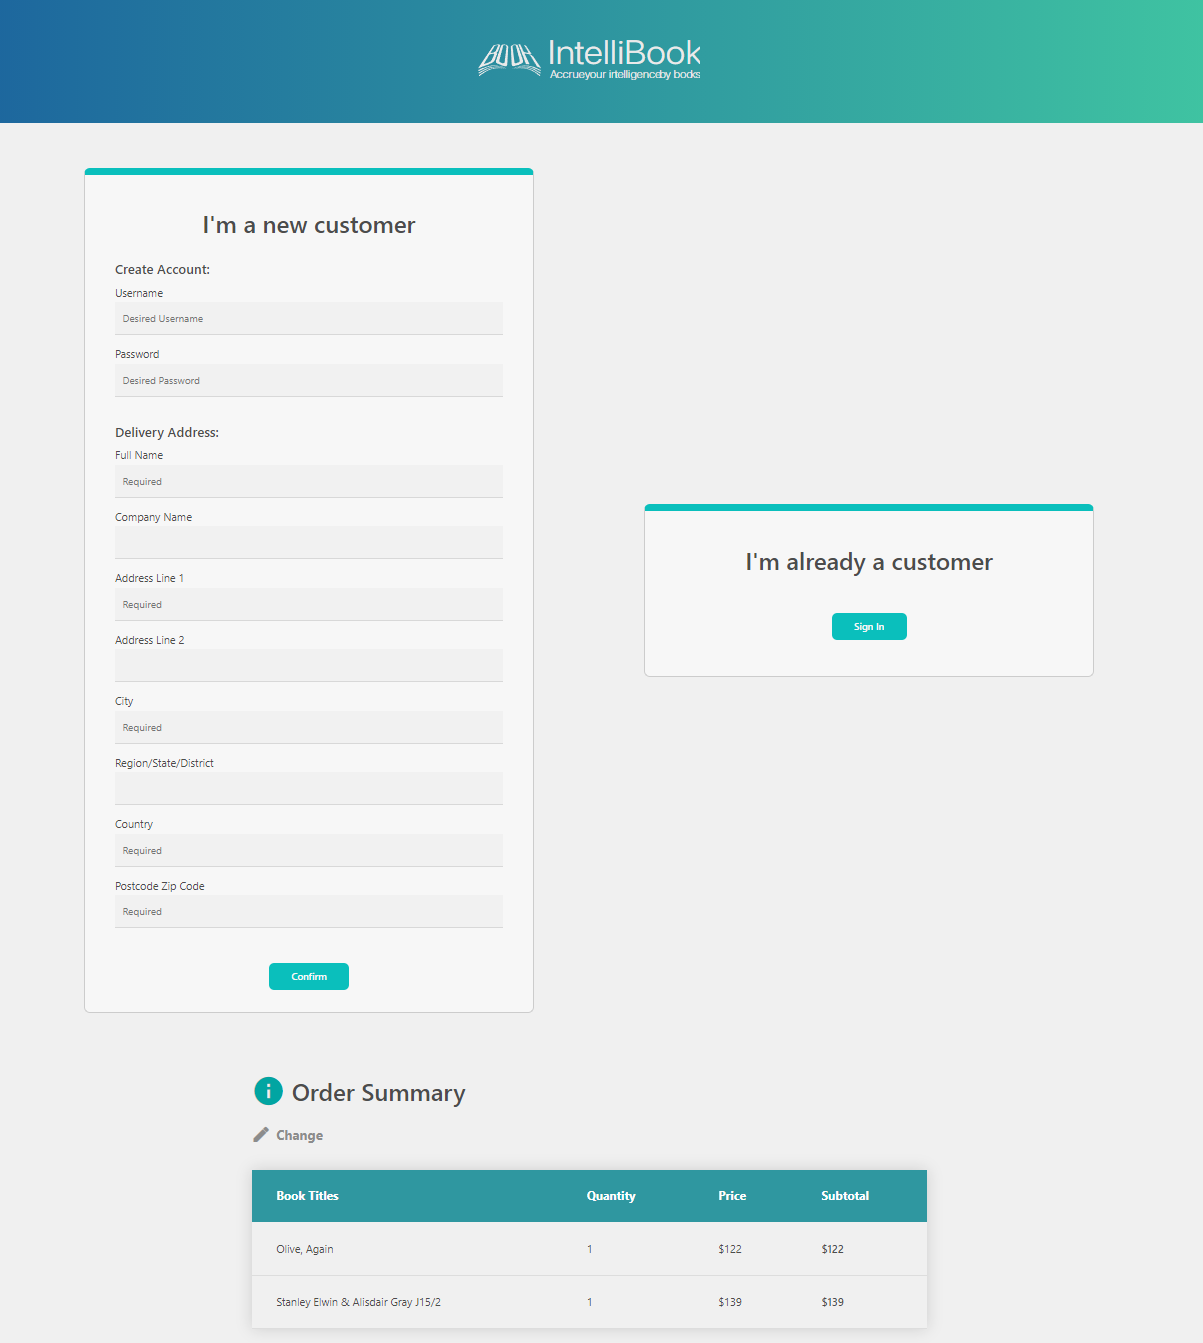 BOOK
IntelliBook
Accrueyour intelligenceby books
I'm a new customer
Create Account:
Username
Desired Username
Password
Desired Password
Delivery Address:
Full Name
Required
Company Name
Address Line 1
Required
Address Line 2
City
Required
Region/State/District
Country
Required
Postcode Zip Code
Required
Confirm
I'm already a customer
Sign In
Order Summary
Change
Book Titles Quantity Price Subtotal
Olive, Again 1 $122 $122
Stanley Elwin & Alisdair Gray J15/2 1 $139 $139